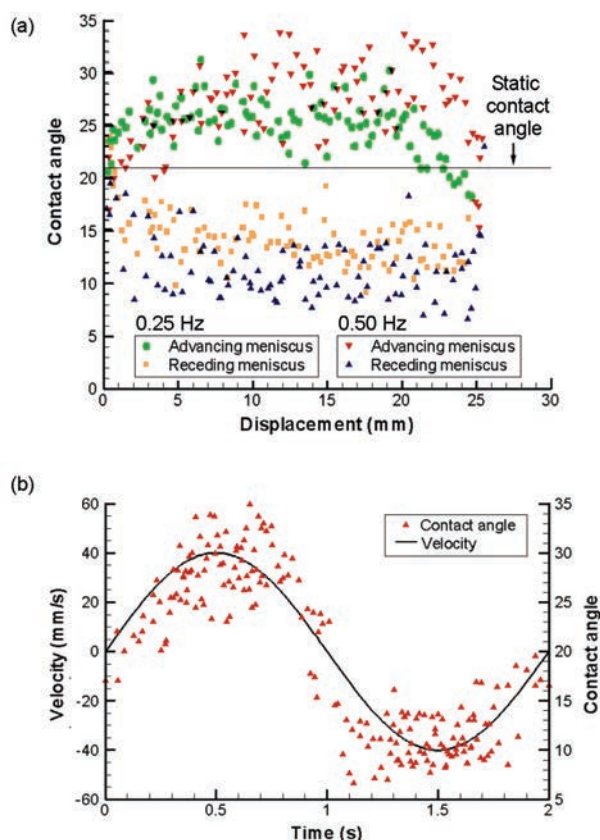 (a)
35
30
25
20
15
10
5
0
Contact angle
Static
contact
angle
0.25 Hz
0.50 Hz
Advancing meniscus
Receding meniscus
Advancing meniscus
Receding meniscus
0 5 10 15 20 25 30
Displacement (mm)
(b)
60
40
20
0
-20
-40
-60
Velocity (mm/s)
Contact angle
Velocity
35
30
25
20
15
10
5
Contact angle
0 0.5 1 1.5 2
Time (s)